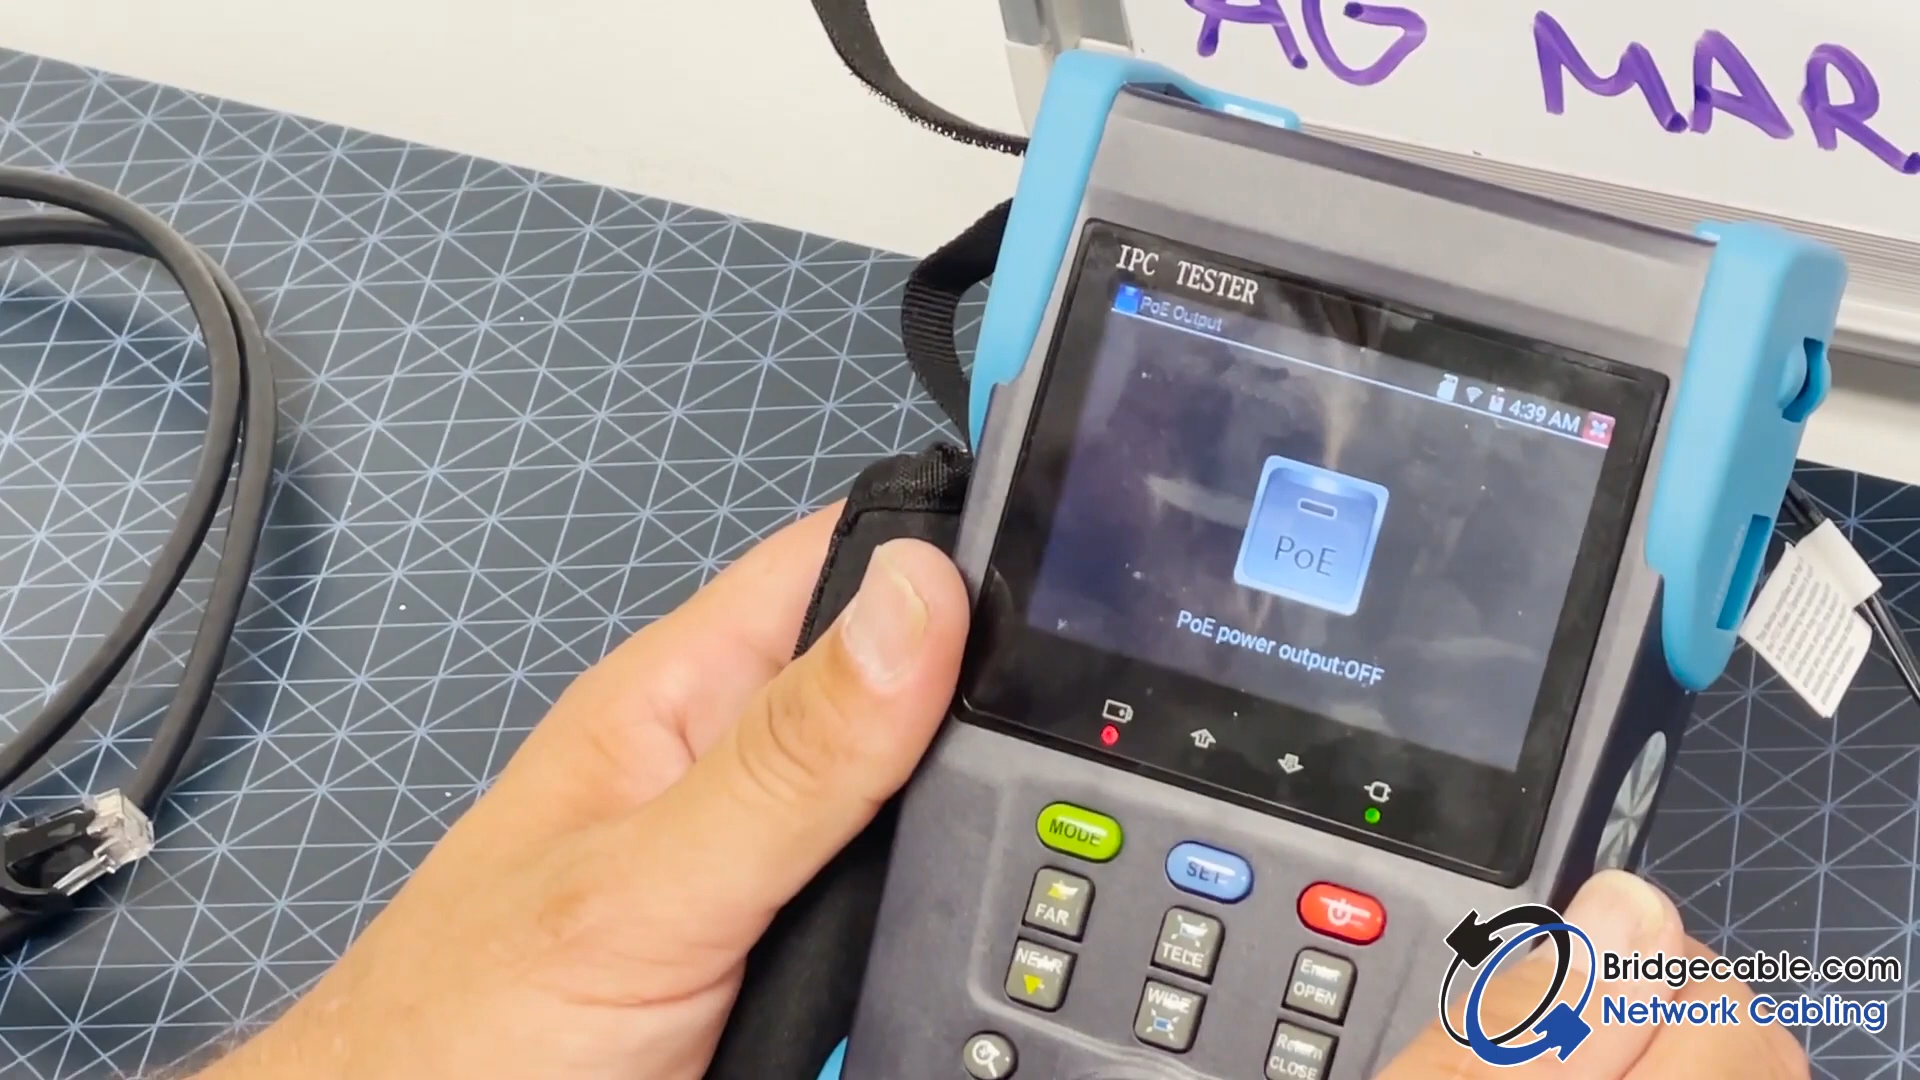 AG MAR
IPC TESTER
PoE Output
4:39 AM
PoE
PoE power output:OFF
MODE
SET
FAR
TELE
Enter
OPEN
NEAR
WIDE
Return
CLOSE
Bridgecable.com
Network Cabling